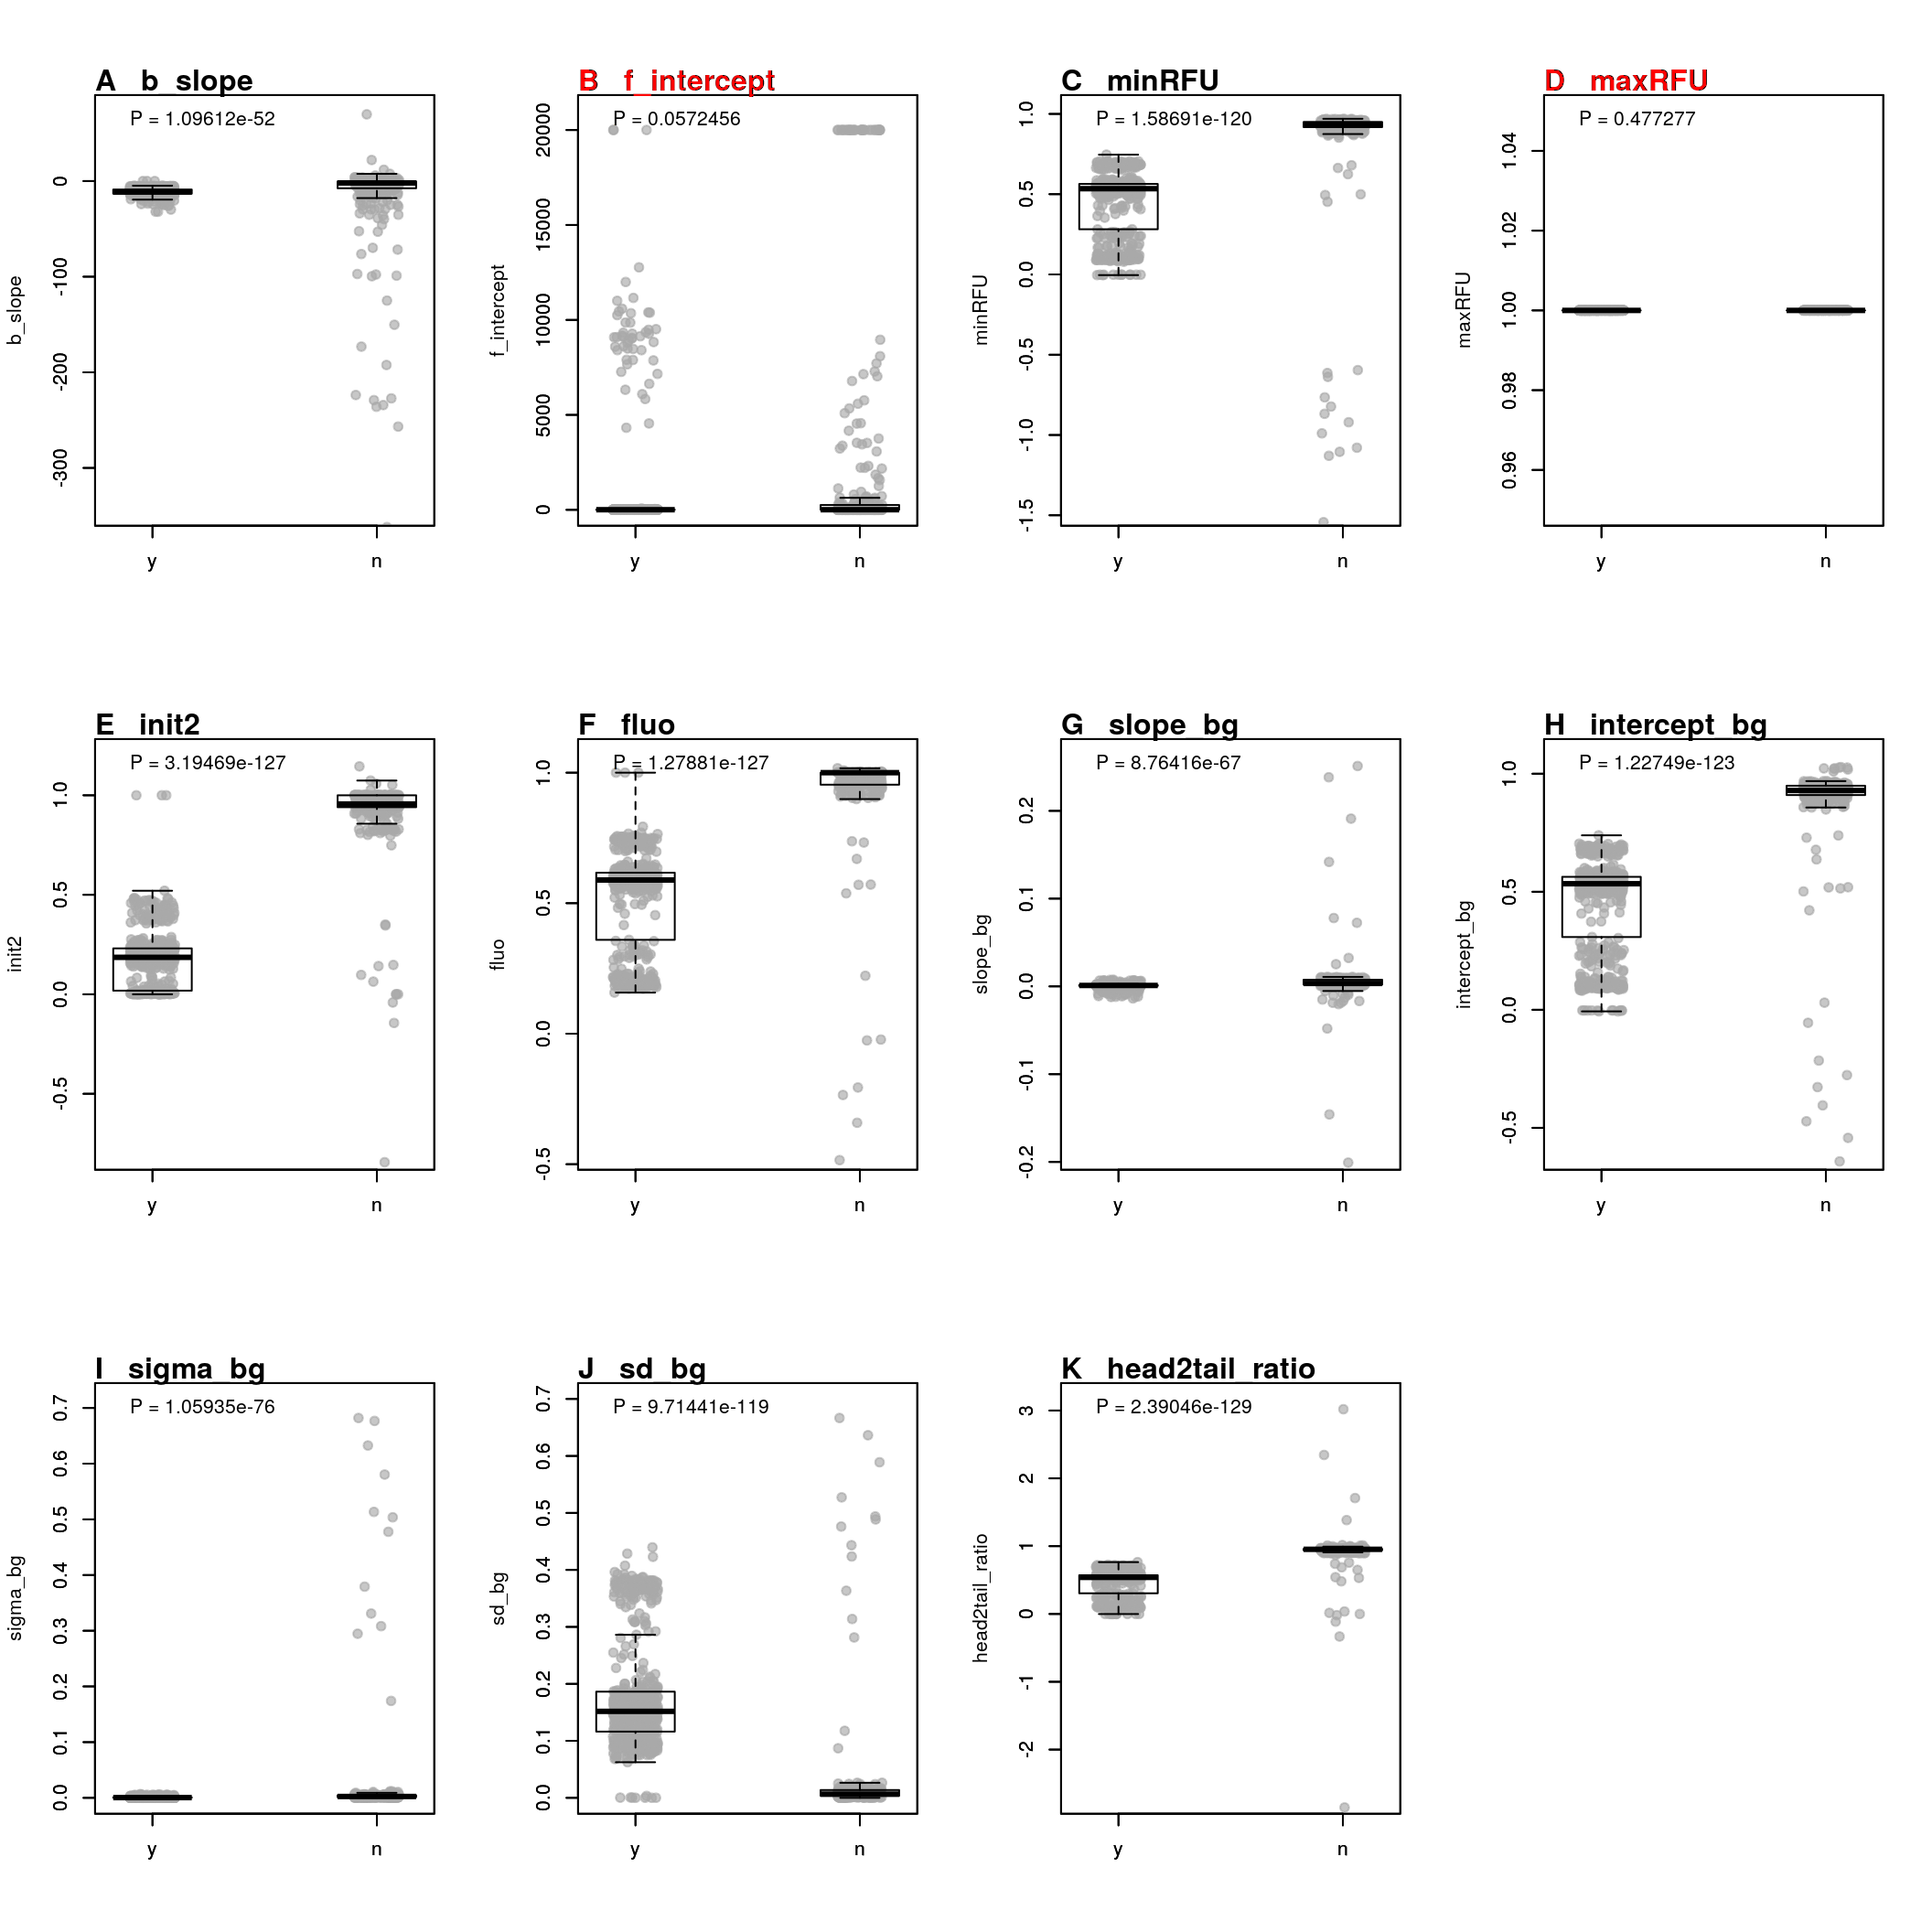 A b_slope
P = 1.09612e-52
b_slope
0
-100
-200
-300
y n
B f_intercept
P = 0.0572456
f_intercept
20000
15000
10000
5000
0
y n
C minRFU
P = 1.58691e-120
minRFU
1.0
0.5
0.0
-0.5
-1.0
-1.5
y n
D maxRFU
P = 0.477277
maxRFU
1.04
1.02
1.00
0.98
0.96
y n
E init2
P = 3.19469e-127
init2
1.0
0.5
0.0
-0.5
y n
F fluo
P = 1.27881e-127
fluo
1.0
0.5
0.0
-0.5
y n
G slope_bg
P = 8.76416e-67
slope_bg
0.2
0.1
0.0
-0.1
-0.2
y n
H intercept_bg
P = 1.22749e-123
intercept_bg
1.0
0.5
0.0
-0.5
y n
I sigma_bg
P = 1.05935e-76
sigma_bg
0.7
0.6
0.5
0.4
0.3
0.2
0.1
0.0
y n
J sd_bg
P = 9.71441e-119
sd_bg
0.7
0.6
0.5
0.4
0.3
0.2
0.1
0.0
y n
K head2tail_ratio
P = 2.39046e-129
head2tail_ratio
3
2
1
0
-1
-2
y n